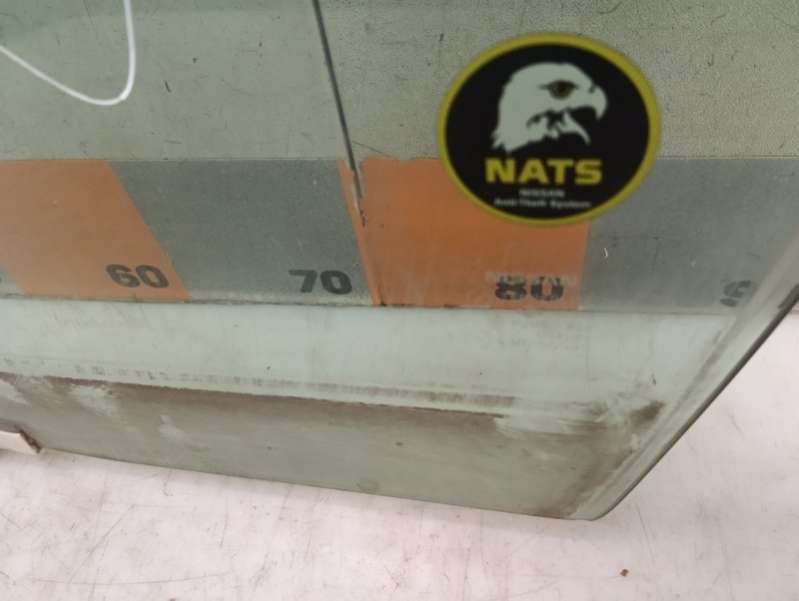 NATS
NISSAN
Anti Theft System
60
70
80